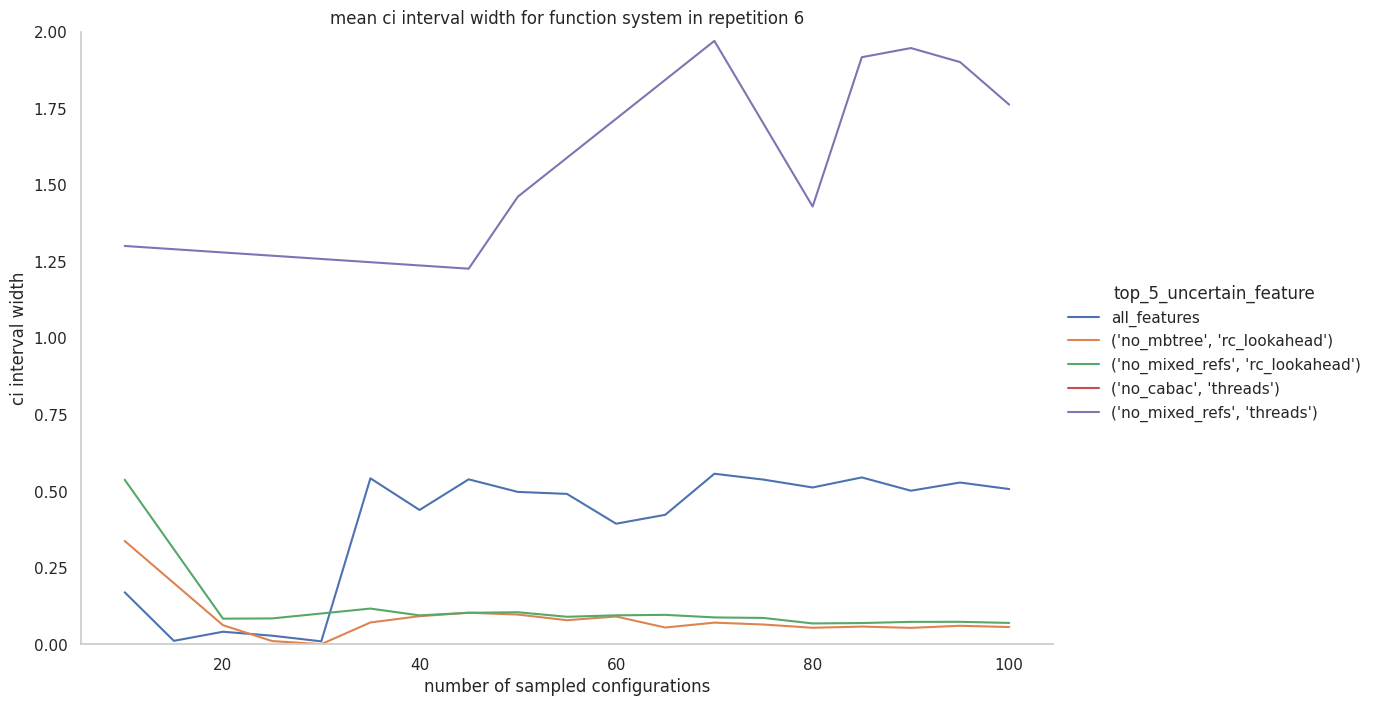 mean ci interval width for function system in repetition 6
2.00
1.75
1.50
1.25
1.00
0.75
0.50
0.25
0.00
ci interval width
20
40
60
80
100
number of sampled configurations
top_5_uncertain_feature
all_features
('no_mbtree', 'rc_lookahead')
('no_mixed_refs', 'rc_lookahead')
('no_cabac', 'threads')
('no_mixed_refs', 'threads')